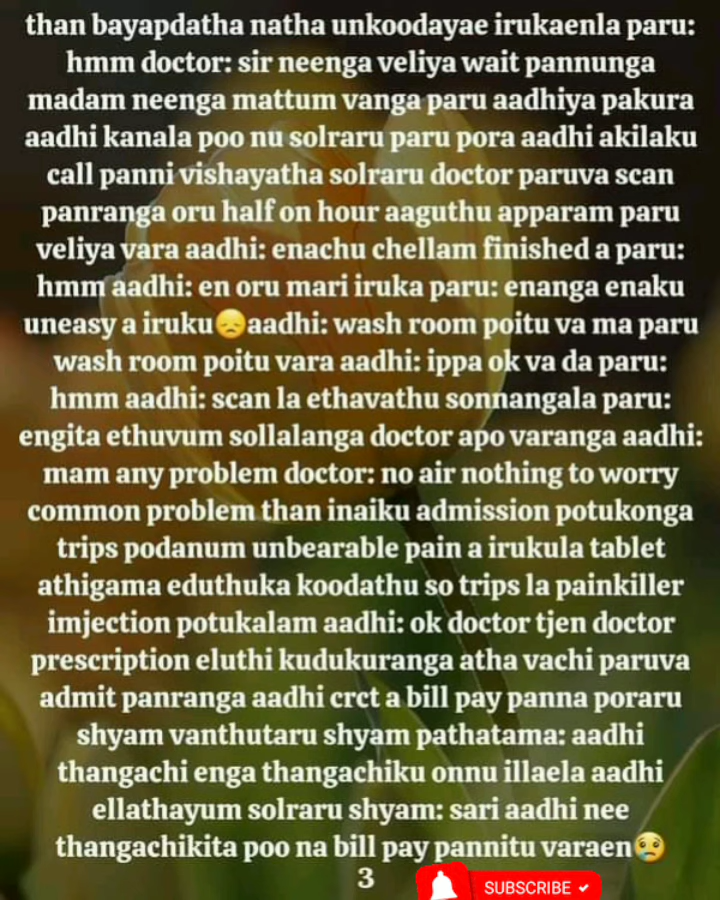 than bayapdatha natha unkoodayae irukaenla paru:
hmm doctor: sir neenga veliya wait pannunga
madam neenga mattum vanga paru aadhiya pakura
aadhi kanala poo nu solraru paru pora aadhi akilaku
call panni vishayatha solraru doctor paruva scan
panranga oru half on hour aaguthu apparam paru
veliya vara aadhi: enachu chellam finished a paru:
hmm aadhi: en oru mari iruka paru: enanga enaku
uneasy a iruku😞aadhi: wash room poitu va ma paru
wash room poitu vara aadhi: ippa ok va da paru:
hmm aadhi: scan la ethavathu sonnangala paru:
engita ethuvum sollalanga doctor apo varanga aadhi:
mam any problem doctor: no air nothing to worry
common problem than inaiku admission potukonga
trips podanum unbearable pain a irukula tablet
athigama eduthuka koodathu so trips la painkiller
imjection potukalam aadhi: ok doctor tjen doctor
prescription eluthi kudukuranga atha vachi paruva
admit panranga aadhi crct a bill pay panna poraru
shyam vanthutaru shyam pathatama: aadhi
thangachi enga thangachiku onnu illaela aadhi
ellathayum solraru shyam: sari aadhi nee
thangachikita poo na bill pay pannitu varaen😢
3
SUBSCRIBE